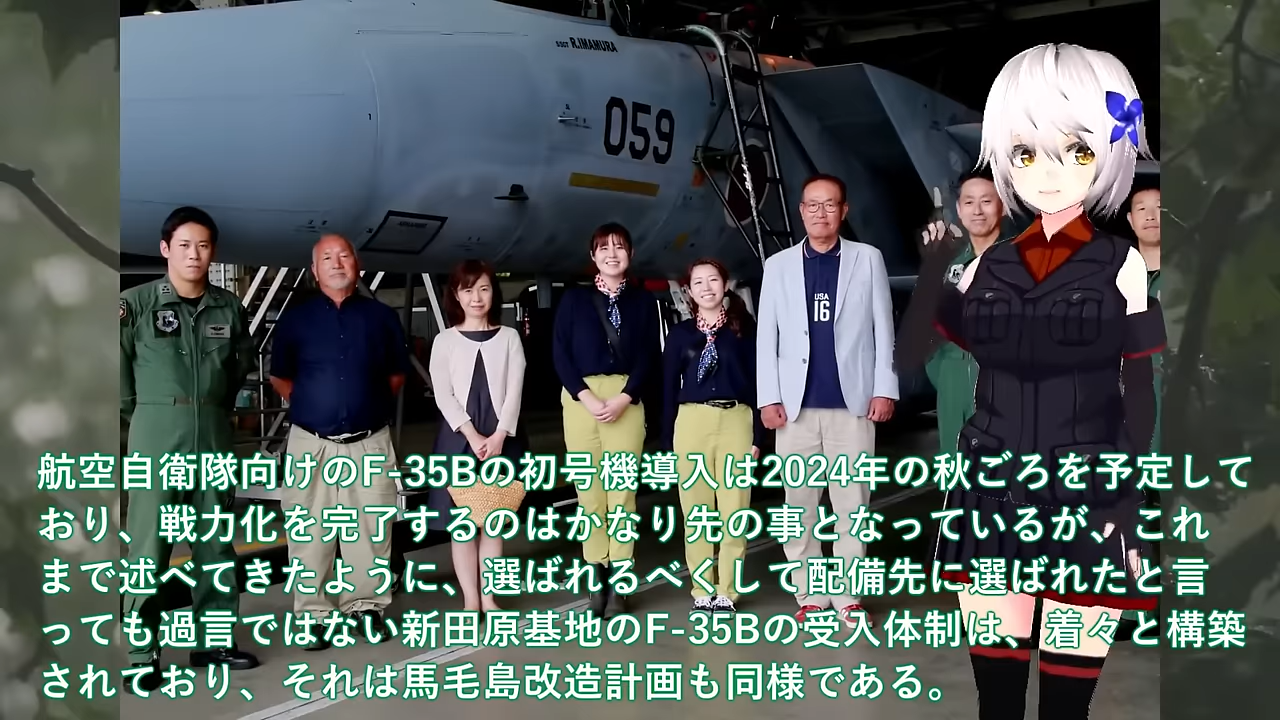 SSGT R.IMAMURA
059
USA
16
航空自衛隊向けのF-35Bの初号機導入は2024年の秋ごろを予定して
おり、戦力化を完了するのはかなり先の事となっているが、これ
まで述べてきたように、選ばれるべくして配備先に選ばれたと言
っても過言ではない新田原基地のF-35Bの受入体制は、着々と構築
されており、それは馬毛島改造計画も同様である。